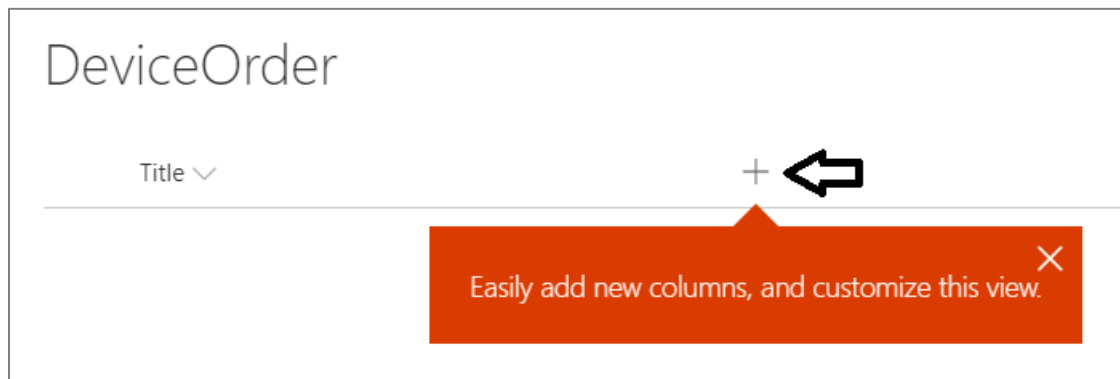 DeviceOrder
Title
Easily add new columns, and customize this view.